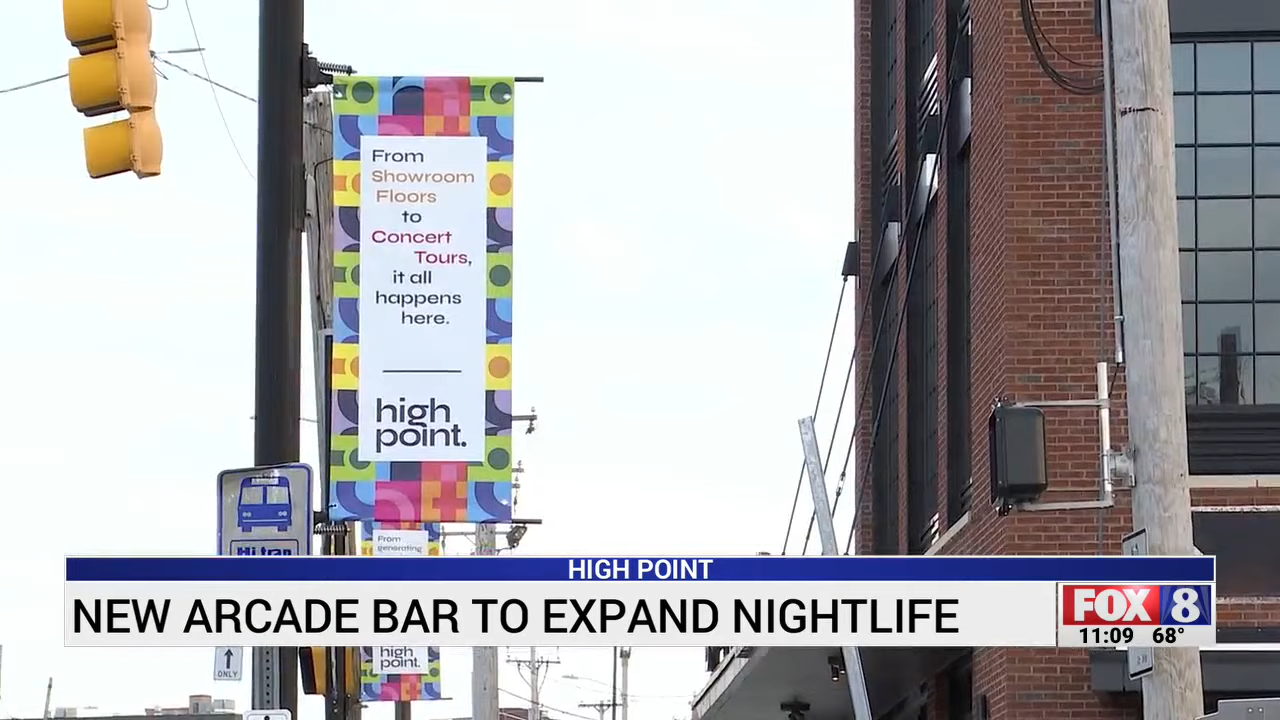 From
Showroom
Floors
to
Concert
Tours,
it all
happens
here.
high
point.
Hi tran
From
generating
HIGH POINT
NEW ARCADE BAR TO EXPAND NIGHTLIFE
FOX 8
11:09 68°
ONLY
high
point.